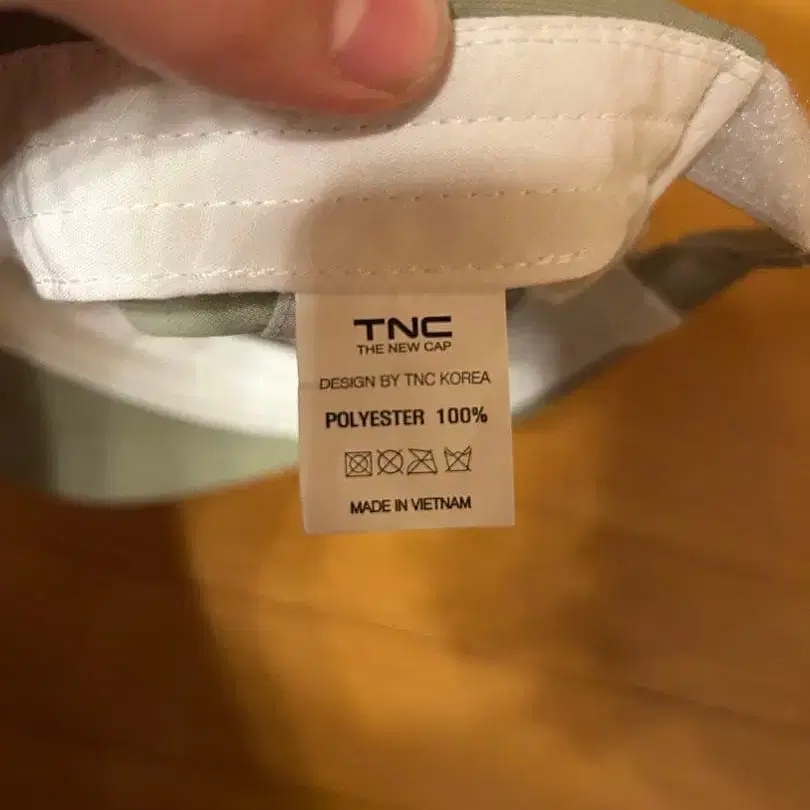 TNC
THE NEW CAP
DESIGN BY TNC KOREA
POLYESTER 100%
MADE IN VIETNAM